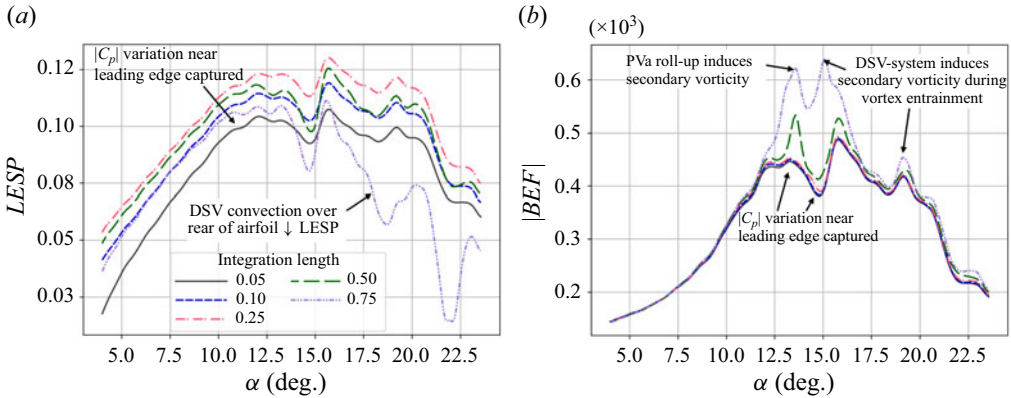 (a)
|Cp| variation near
leading edge captured
LESP
0.12
0.10
0.08
0.05
0.03
DSV convection over
rear of airfoil ↓ LESP
Integration length
0.05
0.10
0.25
0.50
0.75
5.0 7.5 10.0 12.5 15.0 17.5 20.0 22.5
α (deg.)
(b)
(×10³)
PVa roll-up induces
secondary vorticity
DSV-system induces
secondary vorticity during
vortex entrainment
|BEF|
0.6
0.5
0.4
0.3
0.2
|Cp| variation near
leading edge captured
5.0 7.5 10.0 12.5 15.0 17.5 20.0 22.5
α (deg.)